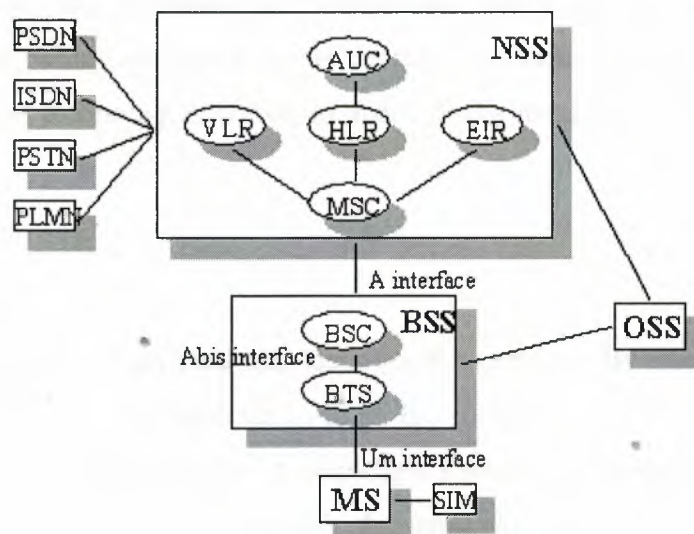 PSDN
ISDN
PSTN
PLMN
NSS
AUC
VLR
HLR
EIR
MSC
A interface
BSS
BSC
Abis interface
BTS
OSS
Um interface
MS
SIM